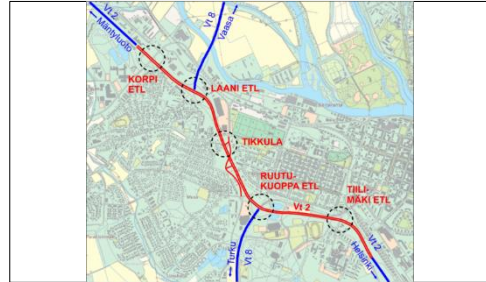 Vt 2
← Mäntyluoto
Vt 8
Vaasa →
KORPI
ETL
LAANI ETL
TIKKULA
RUUTU-
KUOPPA ETL
TIILI-
MÄKI ETL
Vt 2
Vt 2
Helsinki →
← Turku
Vt 8